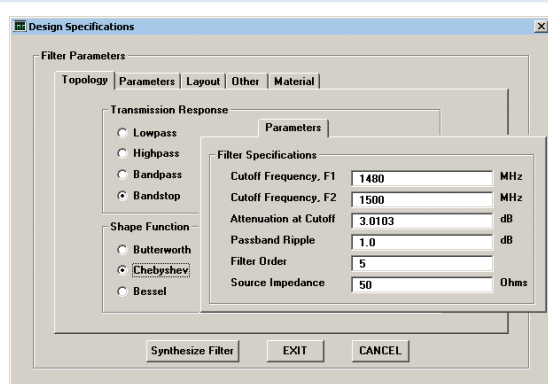 Design Specifications
Filter Parameters
Topology Parameters Layout Other Material
Transmission Response
Lowpass
Highpass
Bandpass
Bandstop
Shape Function
Butterworth
Chebyshev
Bessel
Parameters
Filter Specifications
Cutoff Frequency, F1 1480 MHz
Cutoff Frequency, F2 1500 MHz
Attenuation at Cutoff 3.0103 dB
Passband Ripple 1.0 dB
Filter Order 5
Source Impedance 50 Ohms
Synthesize Filter EXIT CANCEL